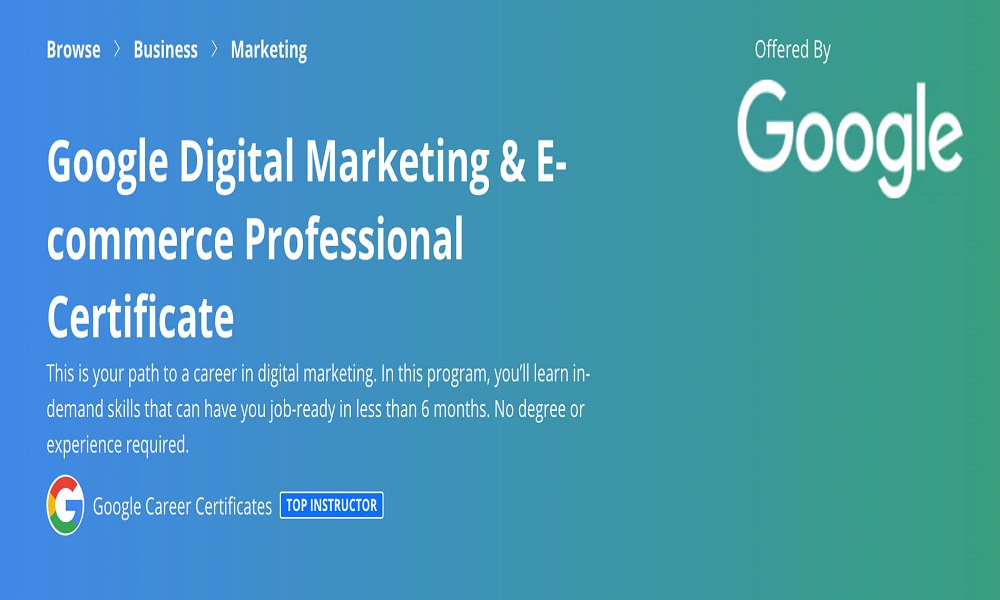 Browse > Business > Marketing
Offered By
Google
Google Digital Marketing & E-
commerce Professional
Certificate
This is your path to a career in digital marketing. In this program, you’ll learn in-
demand skills that can have you job-ready in less than 6 months. No degree or
experience required.
G Google Career Certificates TOP INSTRUCTOR